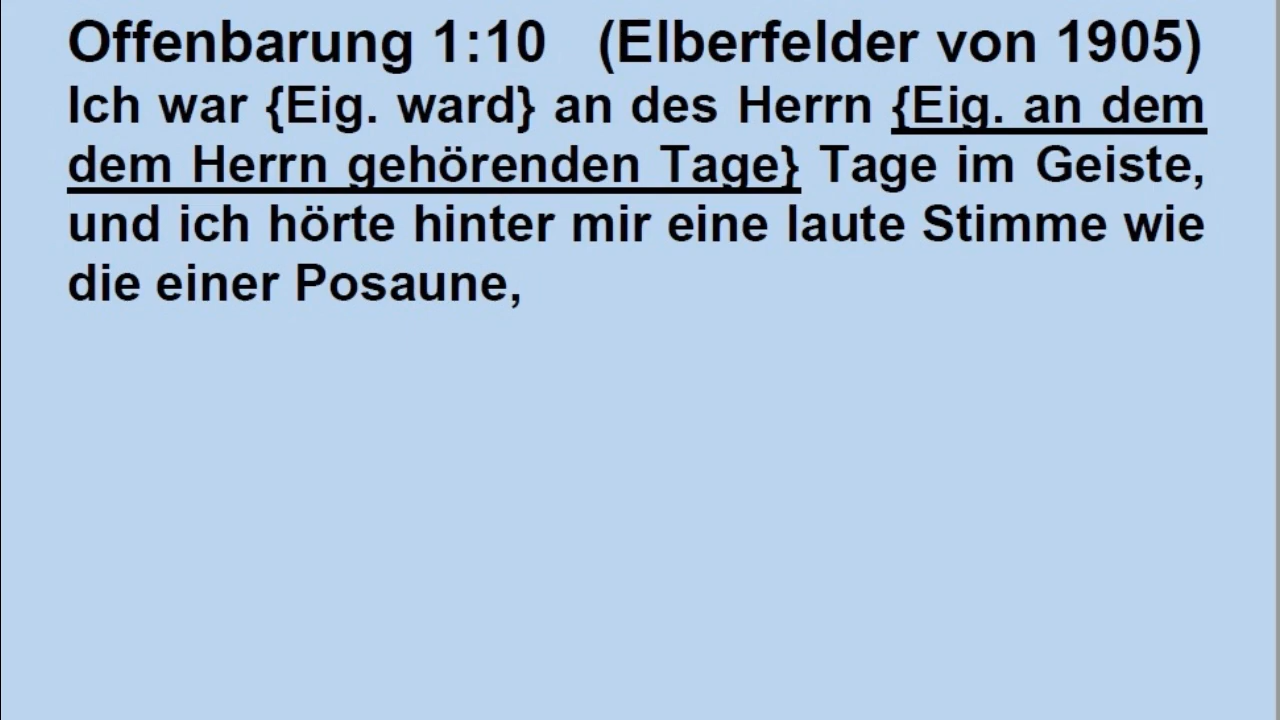 Offenbarung 1:10 (Elberfelder von 1905)
Ich war {Eig. ward} an des Herrn {Eig. an dem
dem Herrn gehörenden Tage} Tage im Geiste,
und ich hörte hinter mir eine laute Stimme wie
die einer Posaune,